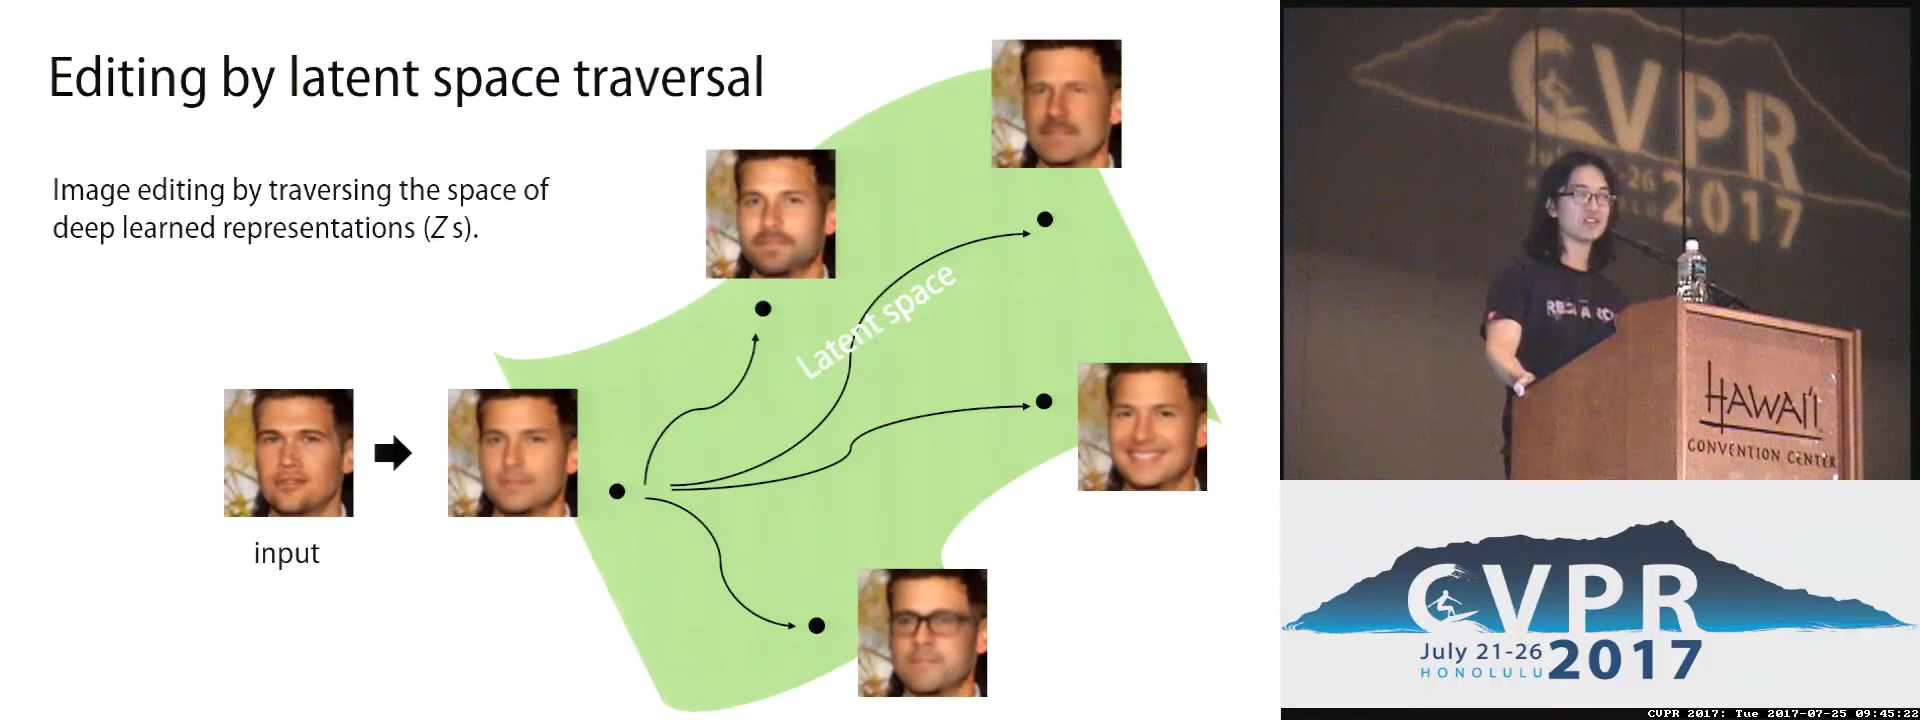 Editing by latent space traversal
Image editing by traversing the space of
deep learned representations (Z s).
Latent space
input
CVPR
July
-26
2017
HAWAI'I
CONVENTION CENTER
CVPR
July 21-26
HONOLULU
2017
CVPR 2017: Tue 2017-07-25 09:45:22